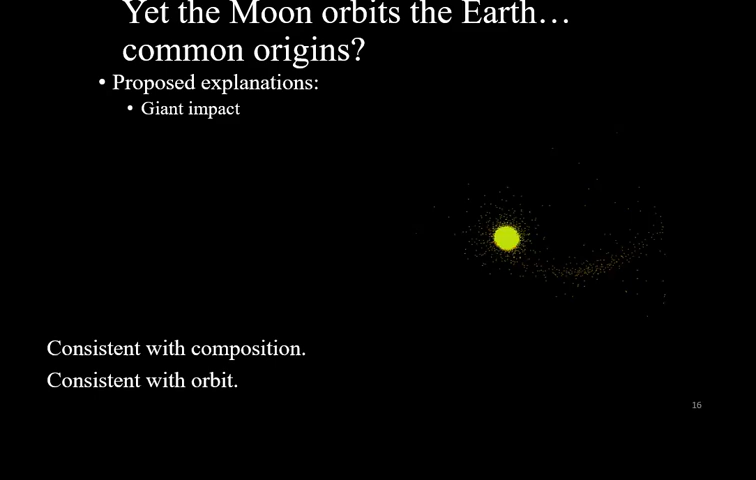 Yet the Moon orbits the Earth…
common origins?
• Proposed explanations:
• Giant impact
Consistent with composition.
Consistent with orbit.
16